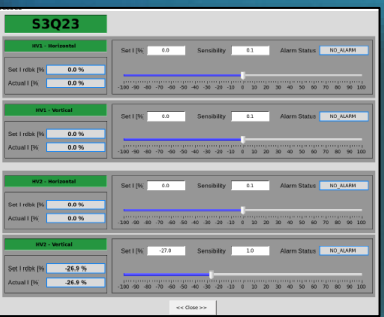 S3Q23
HV1 - Horizontal
Set I [% 0.0 Sensibility 0.1 Alarm Status NO_ALARM
Set I rdbk [% 0.0 %
Actual I [% 0.0 %
-100 -90 -80 -70 -60 -50 -40 -30 -20 -10 0 10 20 30 40 50 60 70 80 90 100
HV1 - Vertical
Set I [% 0.0 Sensibility 0.1 Alarm Status NO_ALARM
Set I rdbk [% 0.0 %
Actual I [% 0.0 %
-100 -90 -80 -70 -60 -50 -40 -30 -20 -10 0 10 20 30 40 50 60 70 80 90 100
HV2 - Horizontal
Set I [% 0.0 Sensibility 0.1 Alarm Status NO_ALARM
Set I rdbk [% 0.0 %
Actual I [% 0.0 %
-100 -90 -80 -70 -60 -50 -40 -30 -20 -10 0 10 20 30 40 50 60 70 80 90 100
HV2 - Vertical
Set I [% Sensibility 1.0 Alarm Status NO_ALARM
Set I rdbk [% -26.9 %
Actual I [% -26.9 %
-100 -90 -80 -70 -60 -50 -40 -30 -20 -10 0 10 20 30 40 50 60 70 80 90 100
<< Close >>